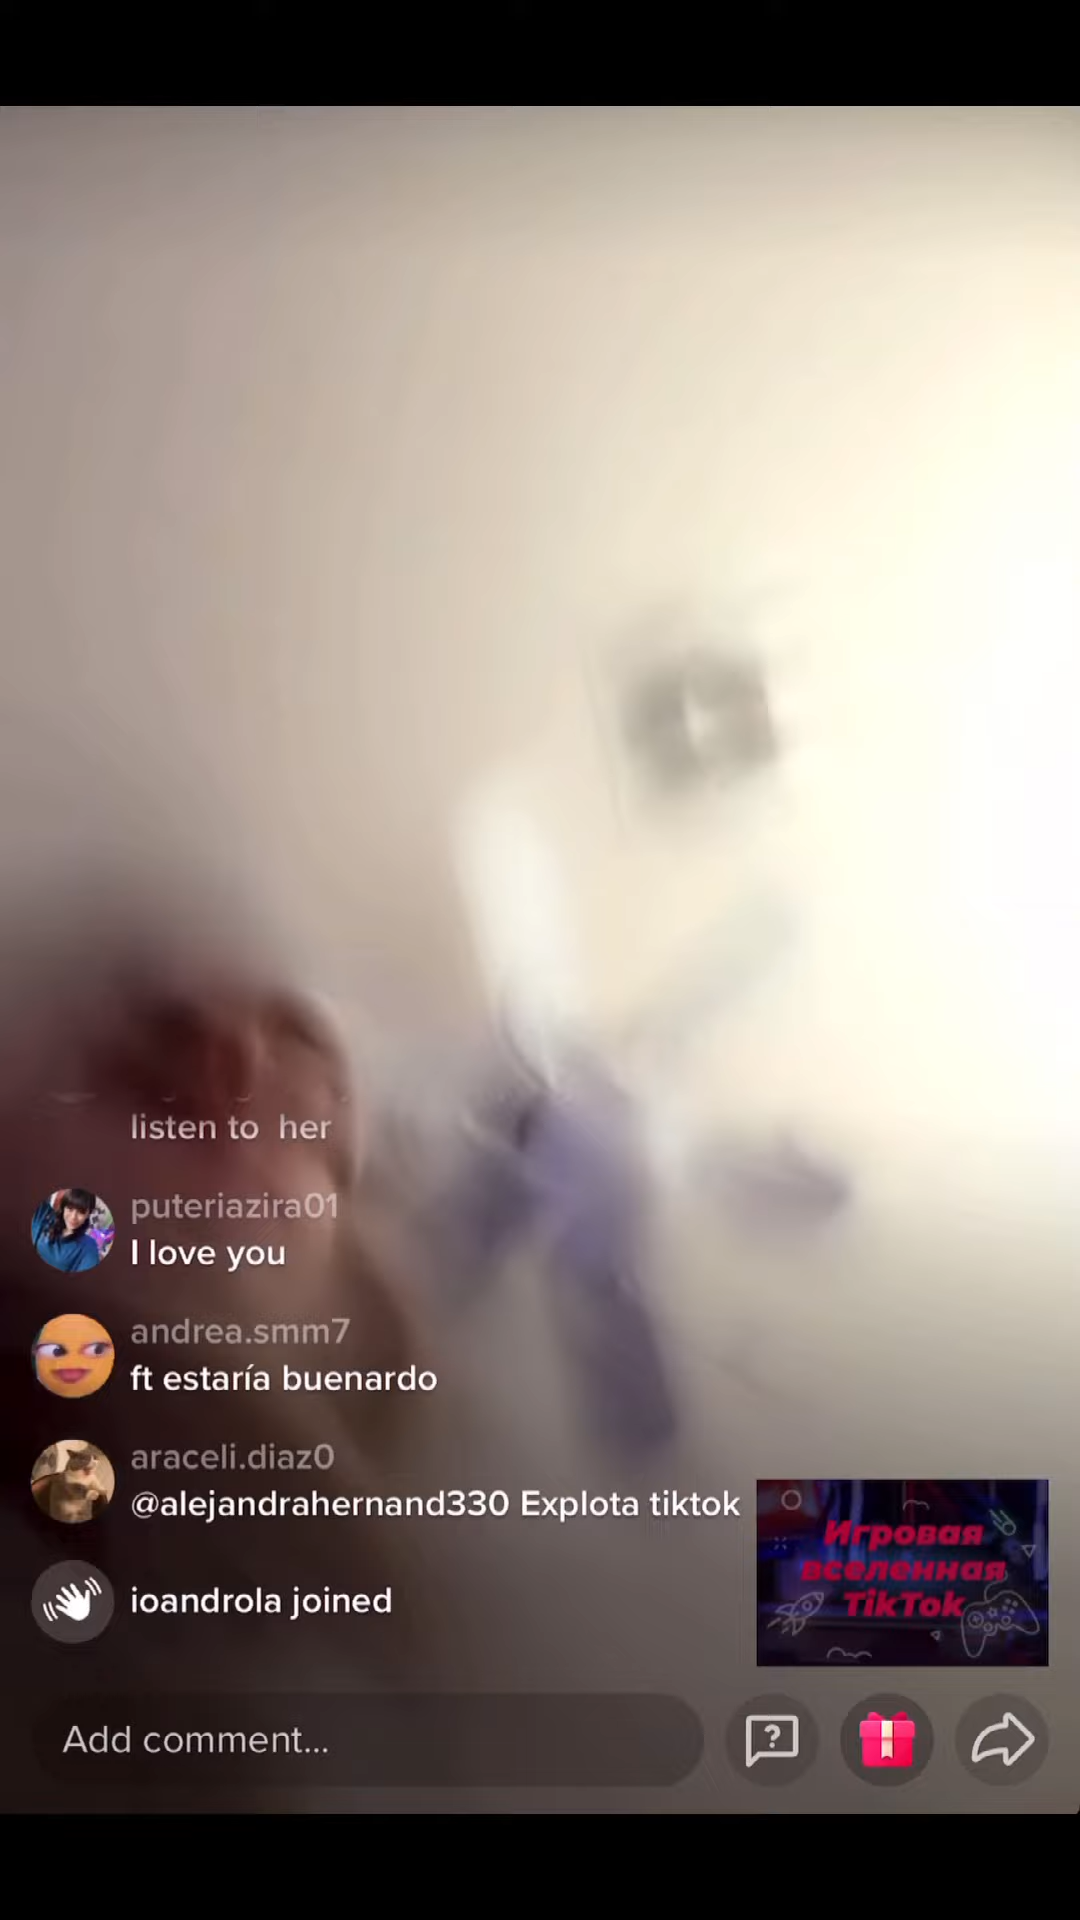 listen to  her
puteriazira01
I love you
andrea.smm7
ft estaría buenardo
araceli.diaz0
@alejandrahernand330 Explota tiktok
ioandrola joined
Игровая
вселенная
TikTok
Add comment...
?